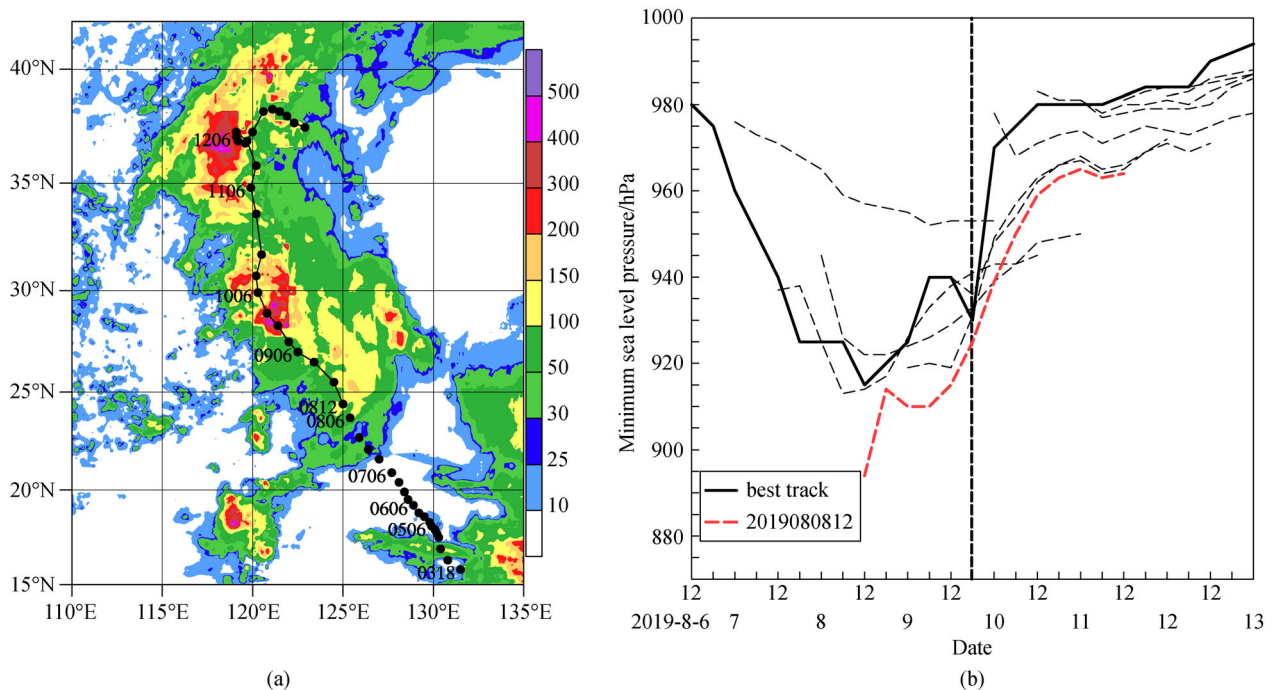 40°N
35°N
30°N
25°N
20°N
15°N
110°E
115°E
120°E
125°E
130°E
135°E
1206
1106
1006
0906
0812
0806
0706
0606
0506
0318
500
400
300
200
150
100
50
30
25
10
(a)
Minimum sea level pressure/hPa
1000
980
960
940
920
900
880
best track
2019080812
12 12 12 12 12 12 12
2019-8-6 7 8 9 10 11 12 13
Date
(b)